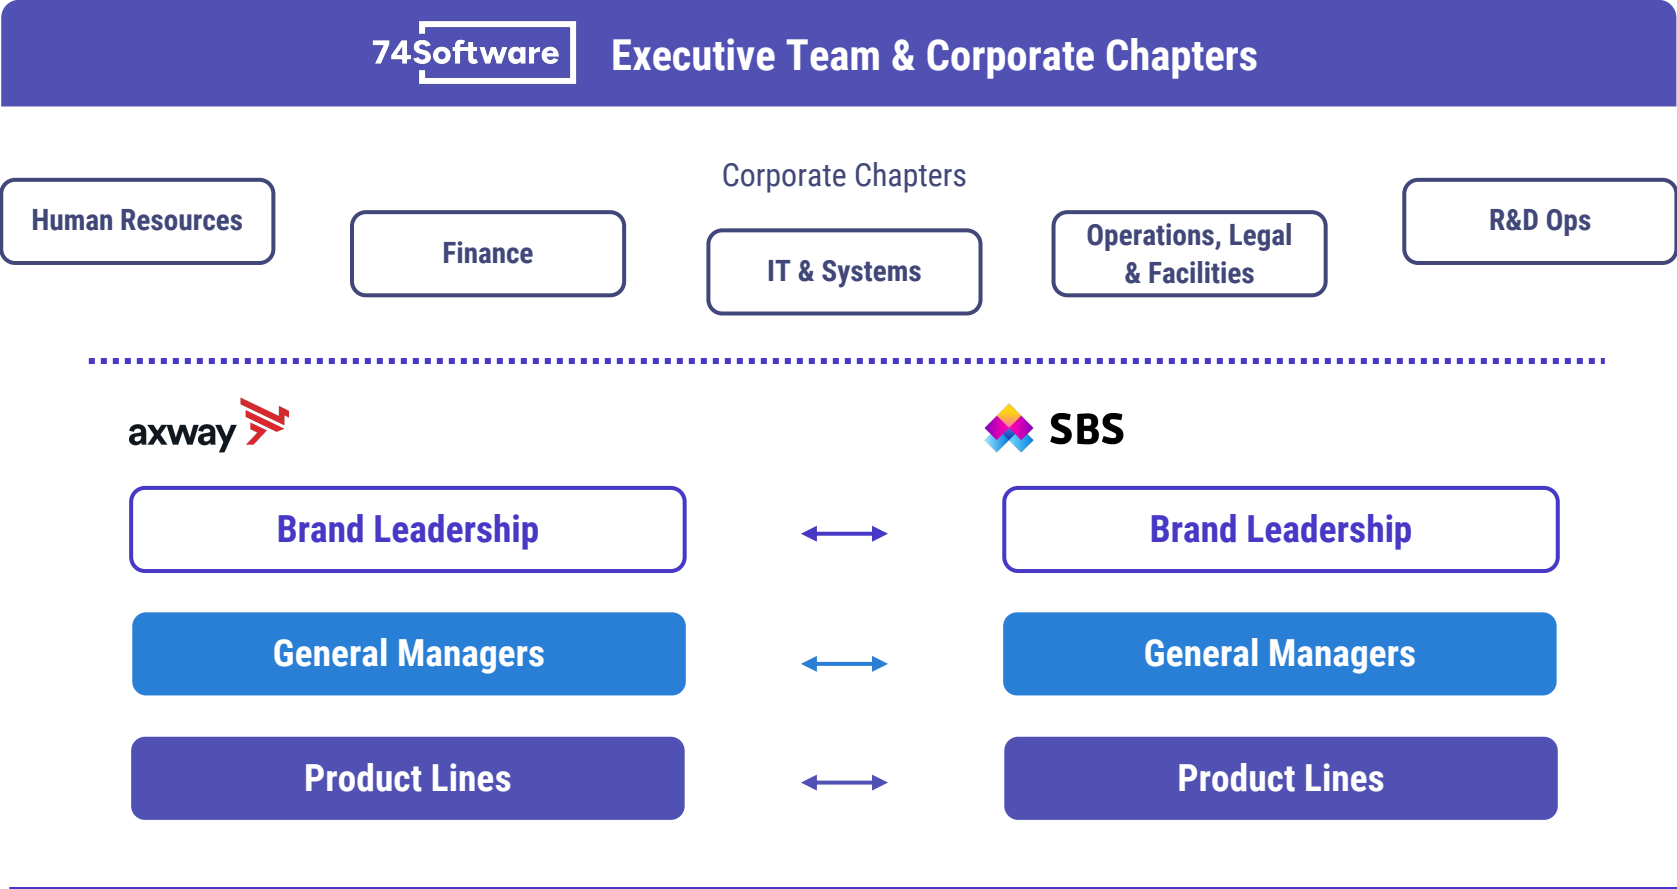 74Software Executive Team & Corporate Chapters
Corporate Chapters
Human Resources
Finance
IT & Systems
Operations, Legal
& Facilities
R&D Ops
axway
SBS
Brand Leadership
Brand Leadership
General Managers
General Managers
Product Lines
Product Lines